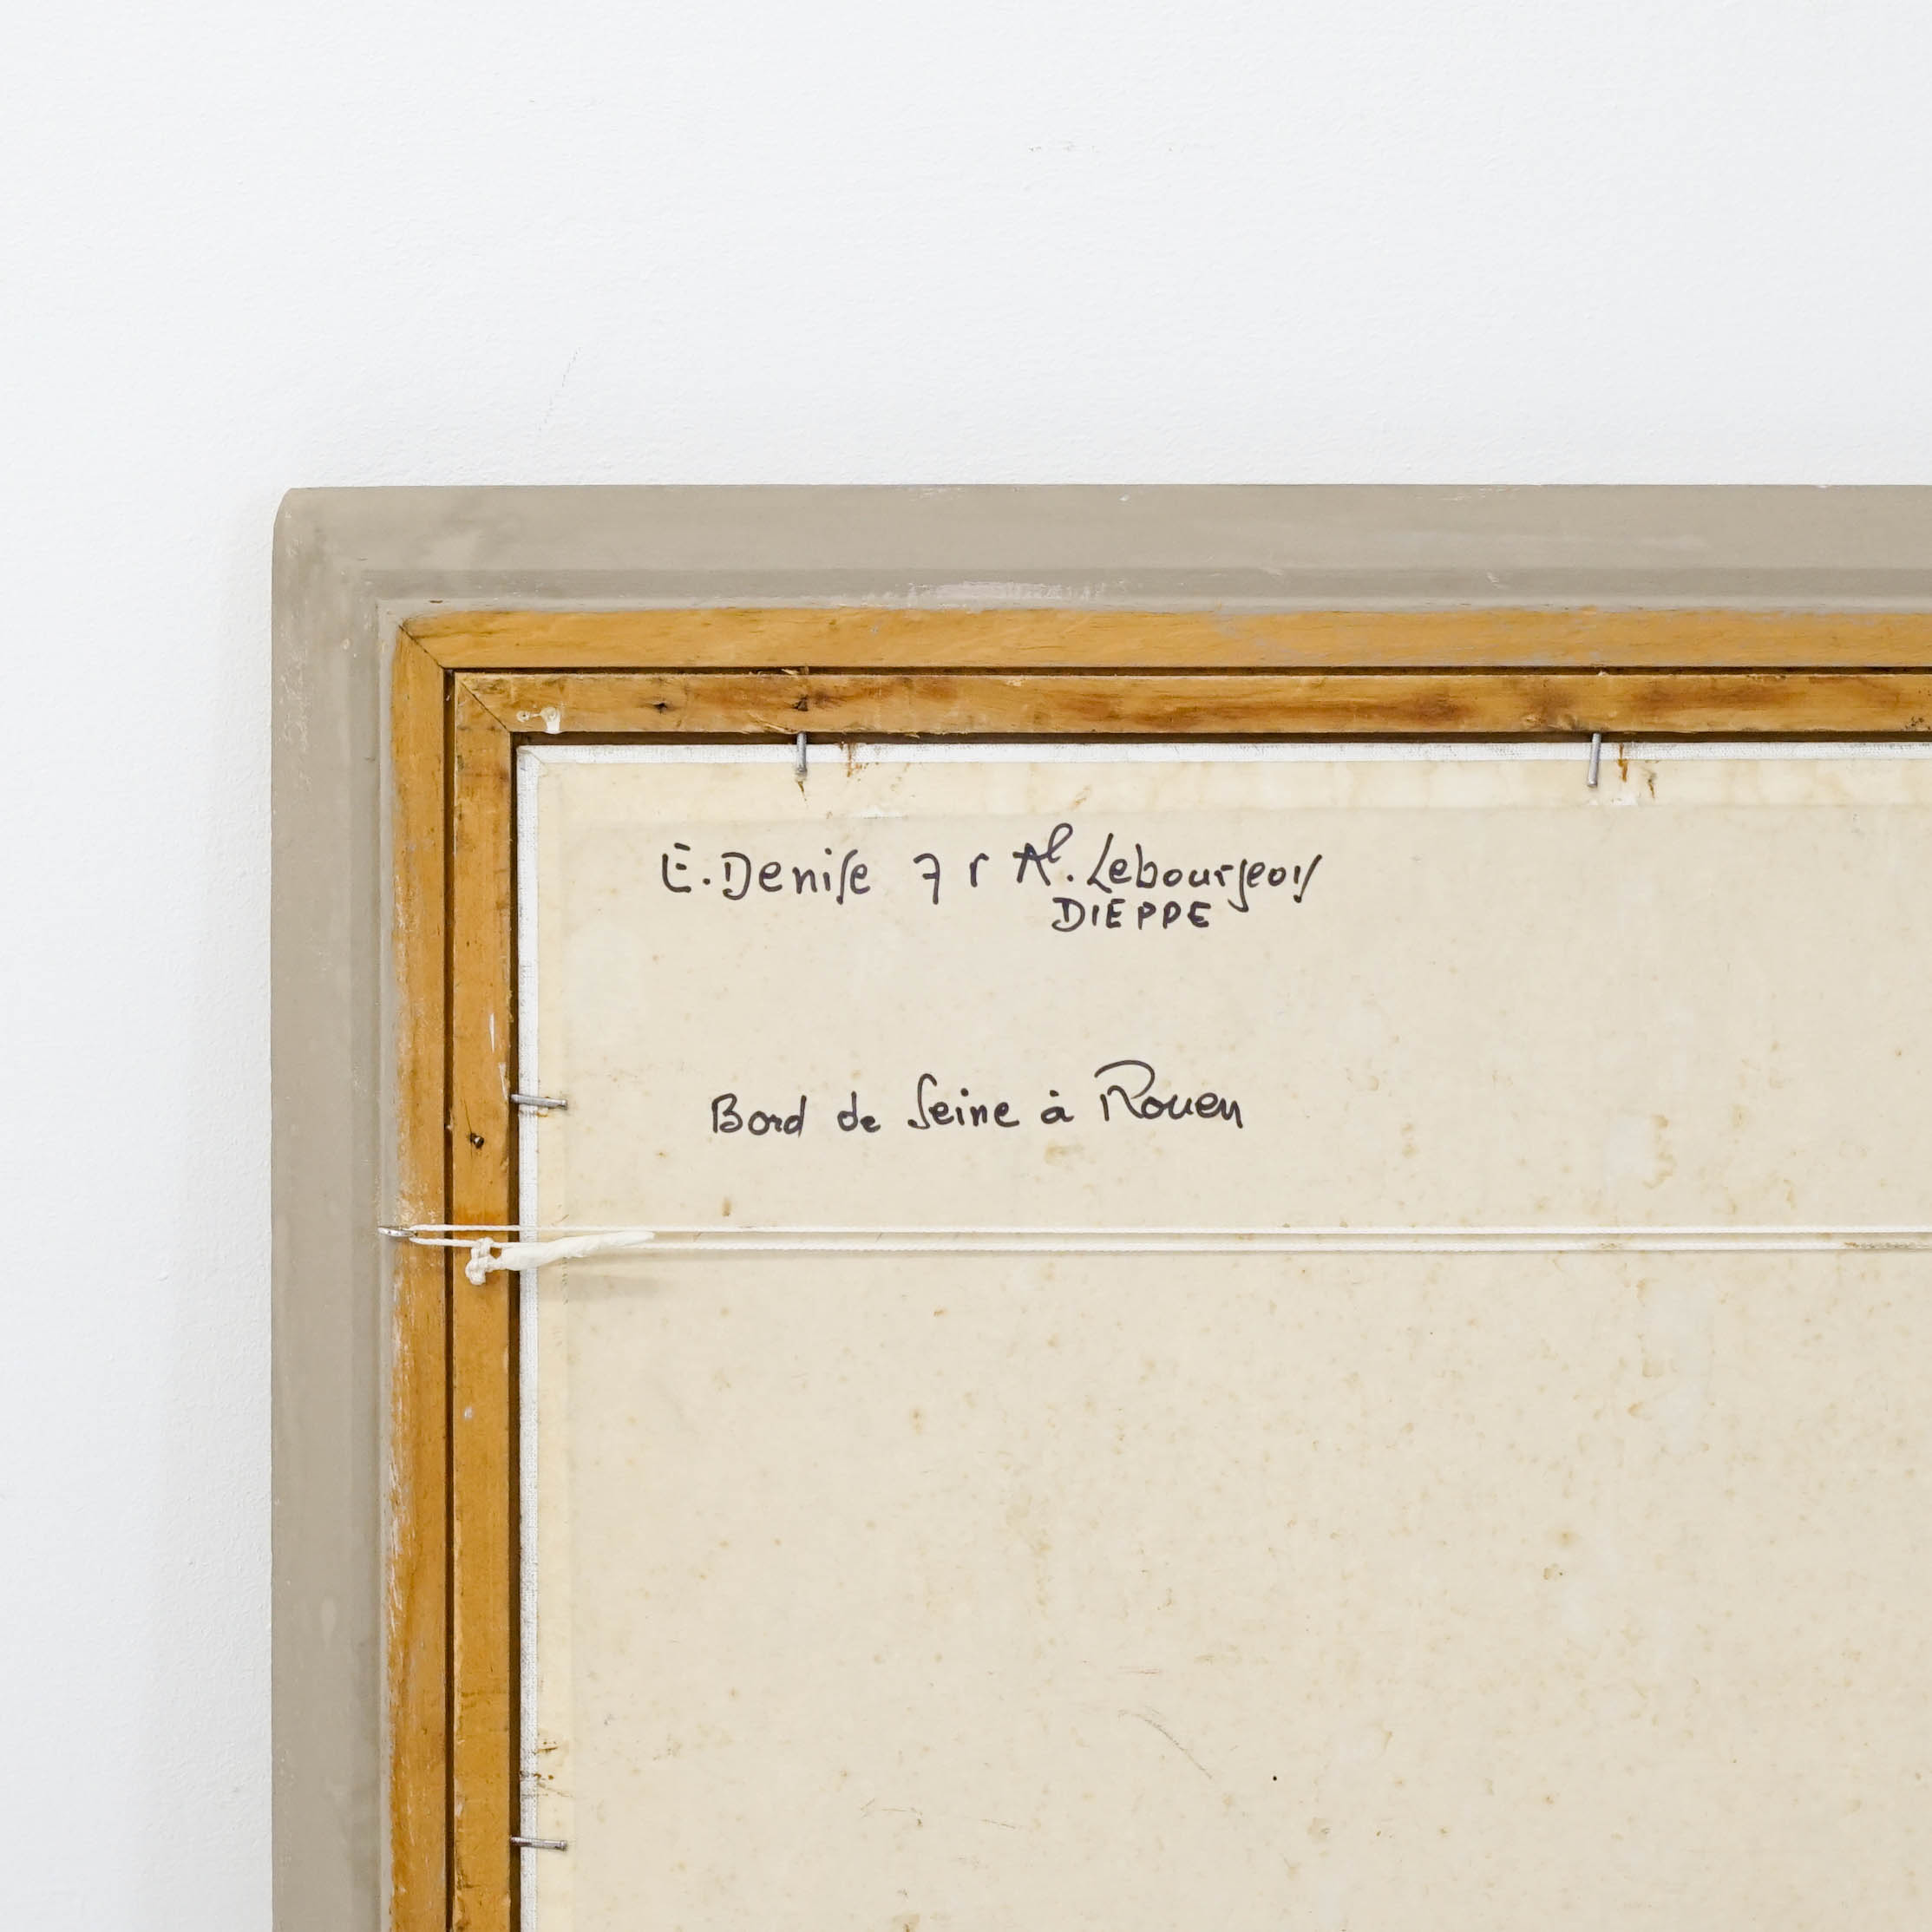 E. Denise 7 r Al. Lebourgeois
DIEPPE
Bord de Seine à Rouen